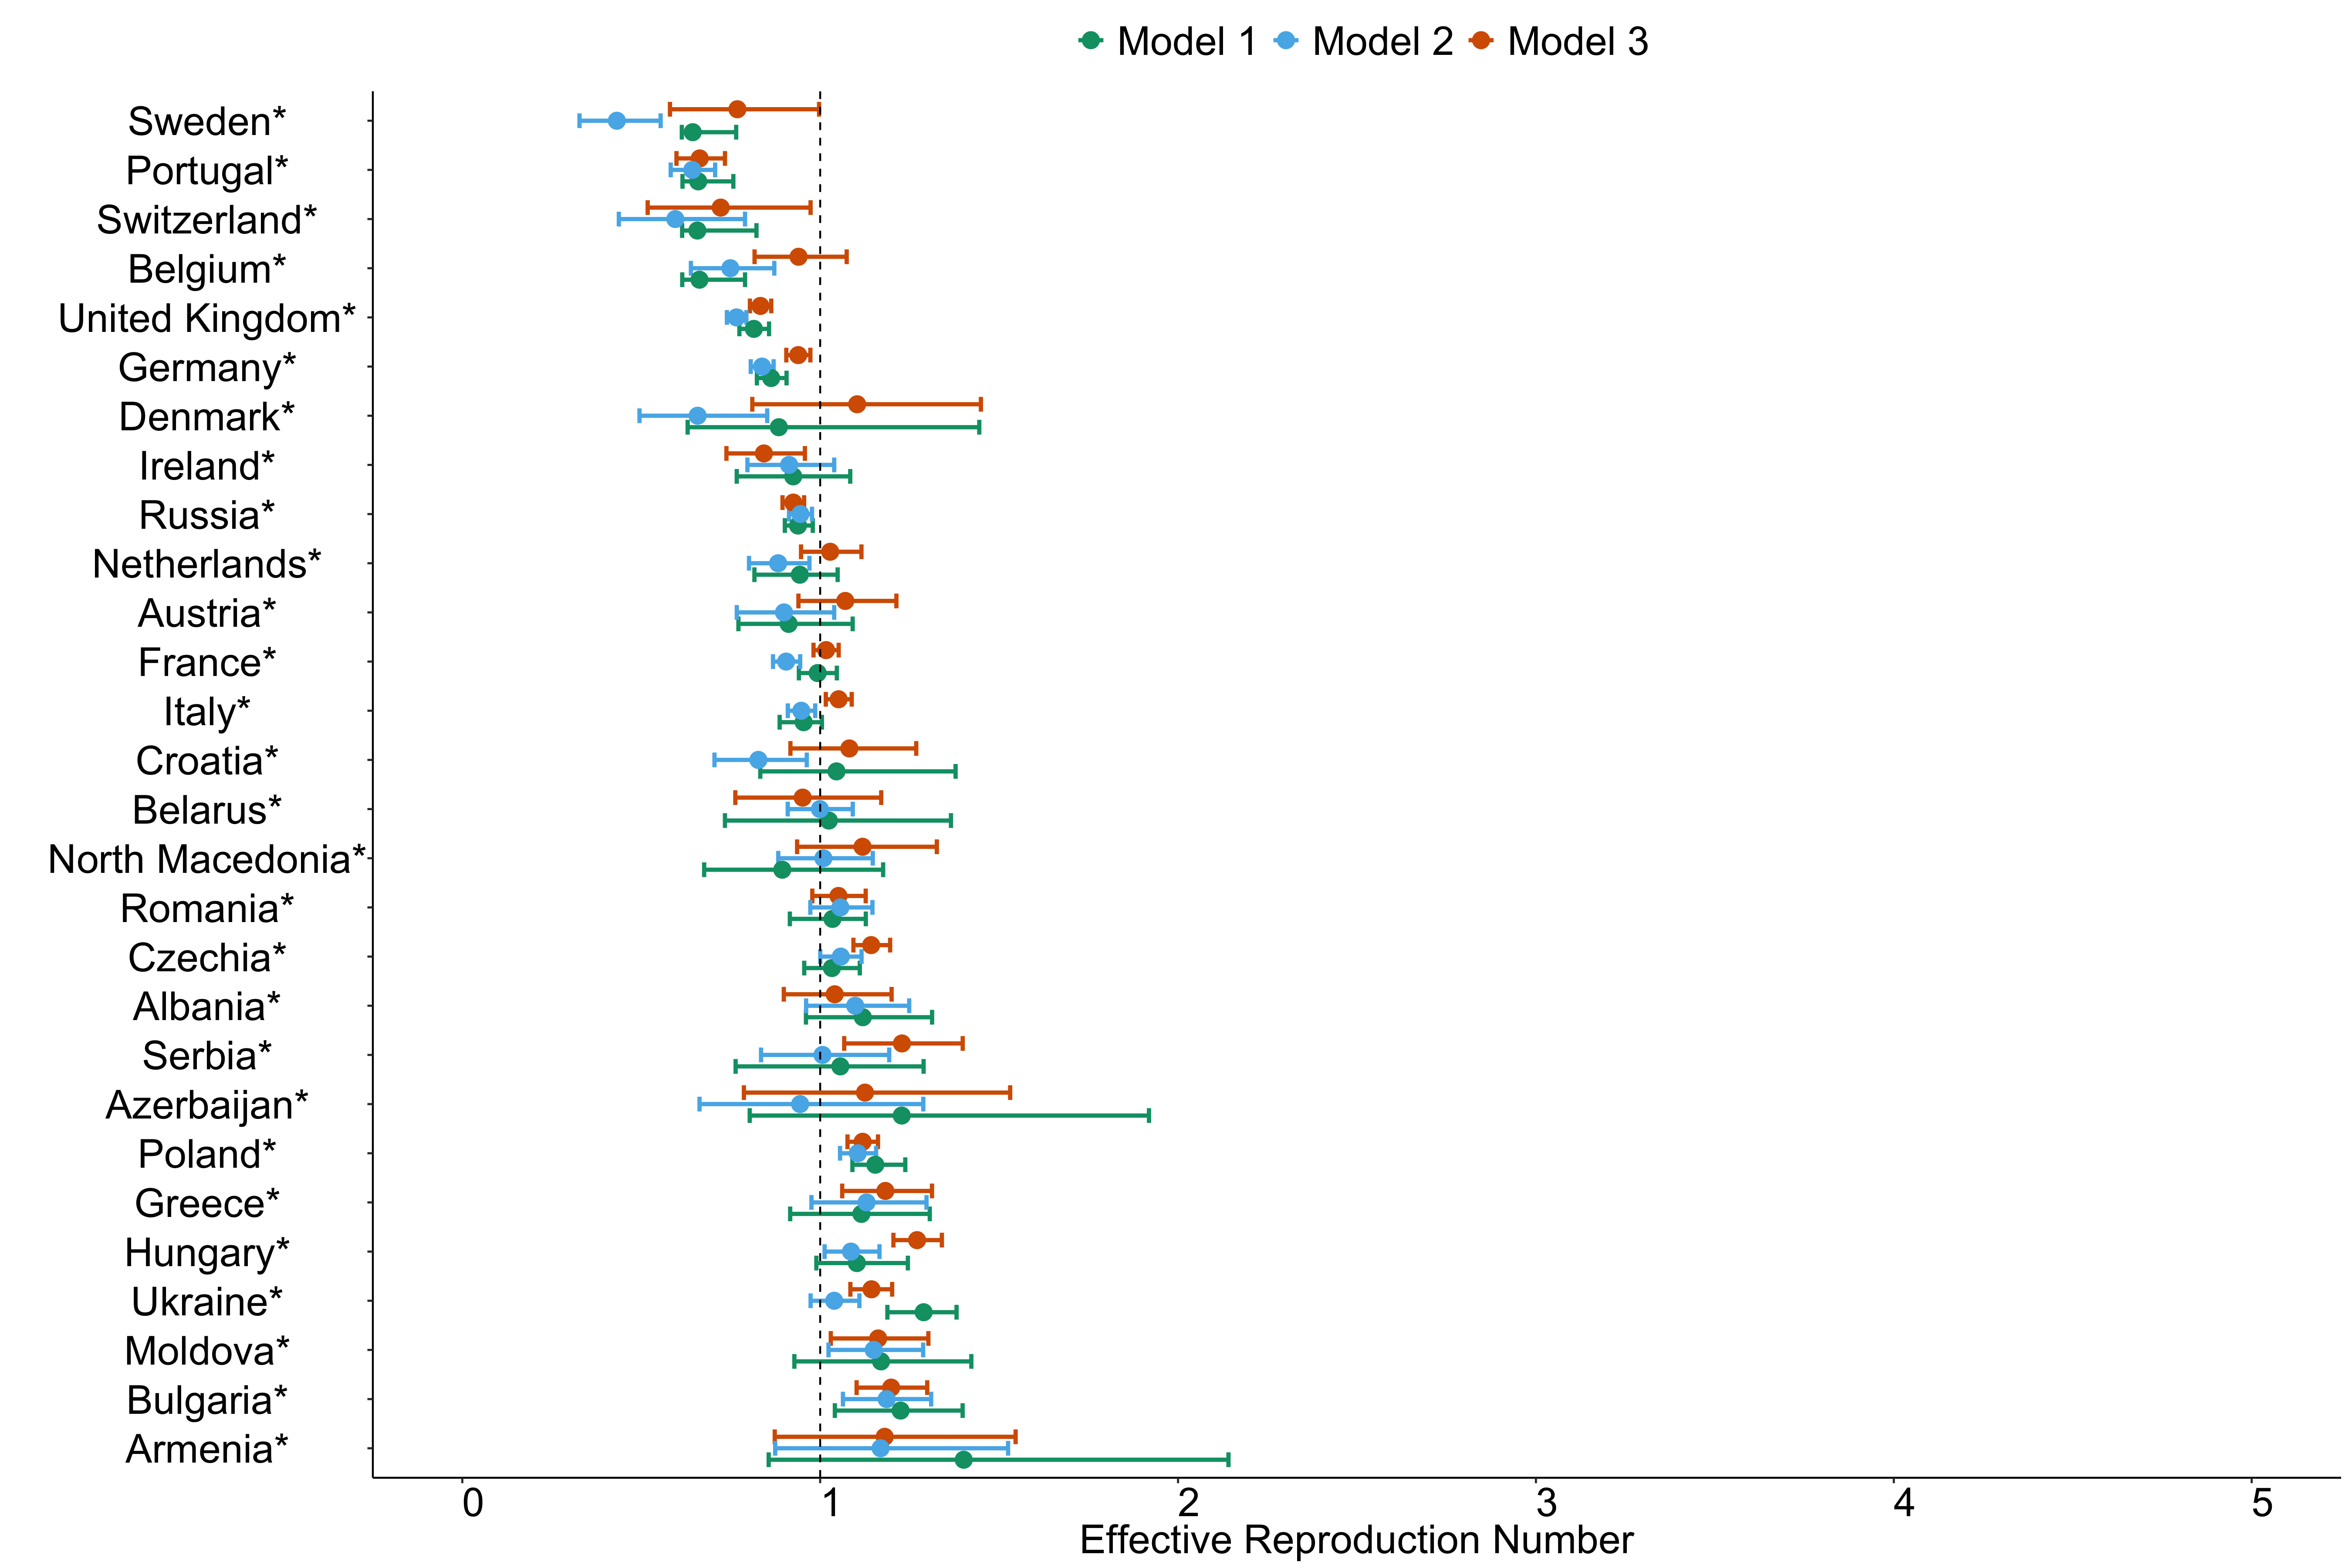 Model 1 Model 2 Model 3
Sweden*
Portugal*
Switzerland*
Belgium*
United Kingdom*
Germany*
Denmark*
Ireland*
Russia*
Netherlands*
Austria*
France*
Italy*
Croatia*
Belarus*
North Macedonia*
Romania*
Czechia*
Albania*
Serbia*
Azerbaijan*
Poland*
Greece*
Hungary*
Ukraine*
Moldova*
Bulgaria*
Armenia*
0 1 2 3 4 5
Effective Reproduction Number